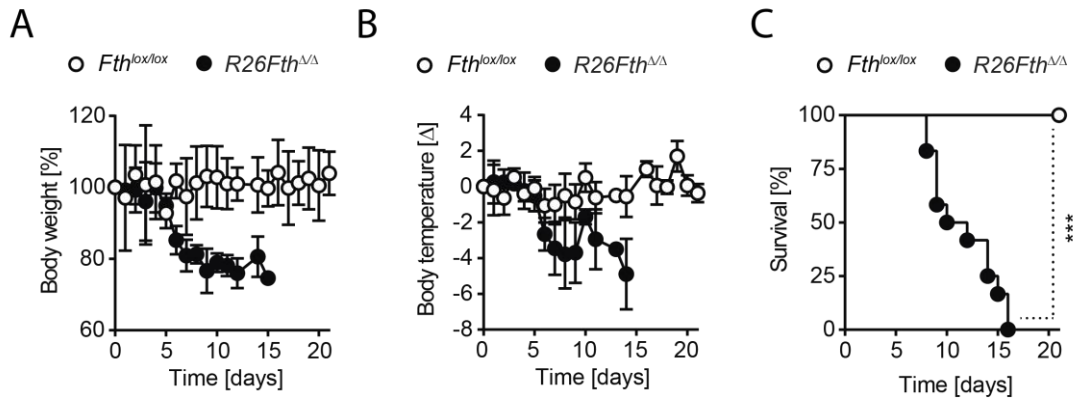 A
Fth^lox/lox R26Fth^Δ/Δ
Body weight [%]
120
100
80
60
0 5 10 15 20
Time [days]
B
Fth^lox/lox R26Fth^Δ/Δ
Body temperature [Δ]
4
2
0
-2
-4
-6
-8
0 5 10 15 20
Time [days]
C
Fth^lox/lox R26Fth^Δ/Δ
Survival [%]
100
75
50
25
0
0 5 10 15 20
Time [days]
***